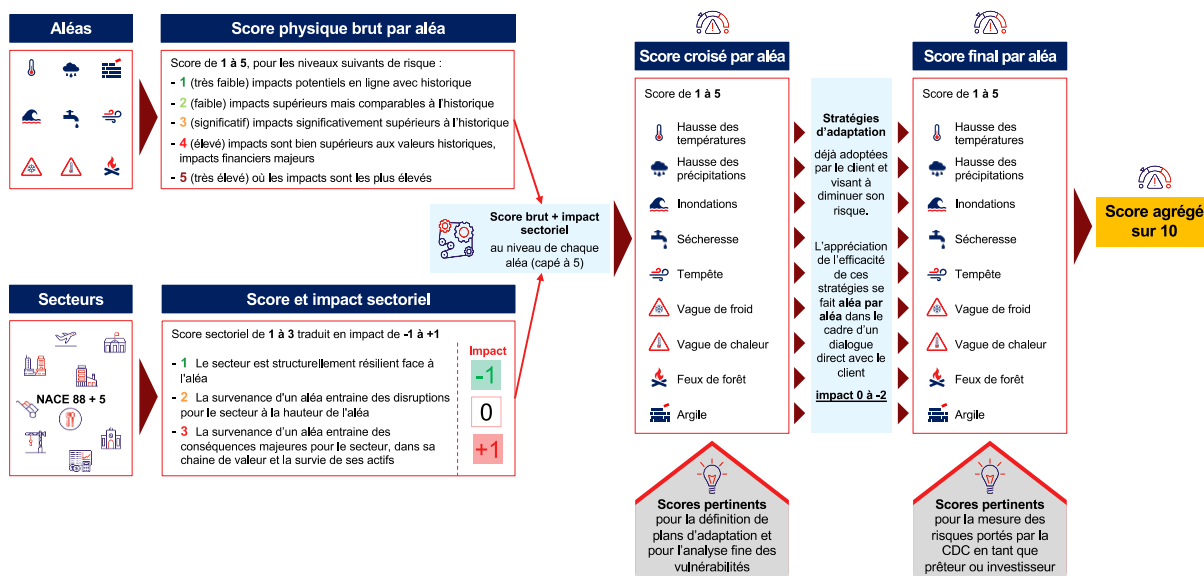 Aléas
Score physique brut par aléa
Score de 1 à 5, pour les niveaux suivants de risque :
- 1 (très faible) impacts potentiels en ligne avec historique
- 2 (faible) impacts supérieurs mais comparables à l'historique
- 3 (significatif) impacts significativement supérieurs à l'historique
- 4 (élevé) impacts sont bien supérieurs aux valeurs historiques,
impacts financiers majeurs
- 5 (très élevé) où les impacts sont les plus élevés
Secteurs
NACE 88 + 5
Score et impact sectoriel
Score sectoriel de 1 à 3 traduit en impact de -1 à +1
- 1 Le secteur est structurellement résilient face à
l'aléa
- 2 La survenance d'un aléa entraine des disruptions
pour le secteur à la hauteur de l'aléa
- 3 La survenance d'un aléa entraine des
conséquences majeures pour le secteur, dans sa
chaine de valeur et la survie de ses actifs
Impact
-1
0
+1
Score brut + impact
sectoriel
au niveau de chaque
aléa (capé à 5)
Score croisé par aléa
Score de 1 à 5
Hausse des
températures
Hausse des
précipitations
Inondations
Sécheresse
Tempête
Vague de froid
Vague de chaleur
Feux de forêt
Argile
Scores pertinents
pour la définition de
plans d'adaptation et
pour l'analyse fine des
vulnérabilités
Stratégies
d'adaptation
déjà adoptées
par le client et
visant à
diminuer son
risque.
L'appréciation
de l'efficacité
de ces
stratégies se
fait aléa par
aléa dans le
cadre d'un
dialogue
direct avec le
client
impact 0 à -2
Score final par aléa
Score de 1 à 5
Hausse des
températures
Hausse des
précipitations
Inondations
Sécheresse
Tempête
Vague de froid
Vague de chaleur
Feux de forêt
Argile
Scores pertinents
pour la mesure des
risques portés par la
CDC en tant que
prêteur ou investisseur
Score agrégé
sur 10